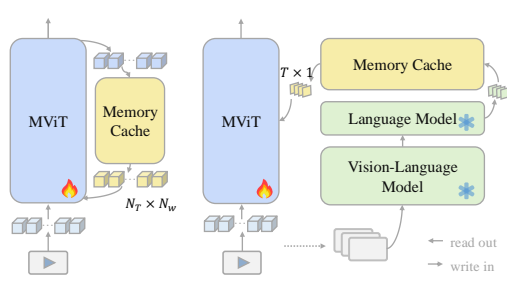 MViT
Memory
Cache
N_T × N_w
MViT
T × 1
Memory Cache
Language Model
Vision-Language
Model
read out
write in